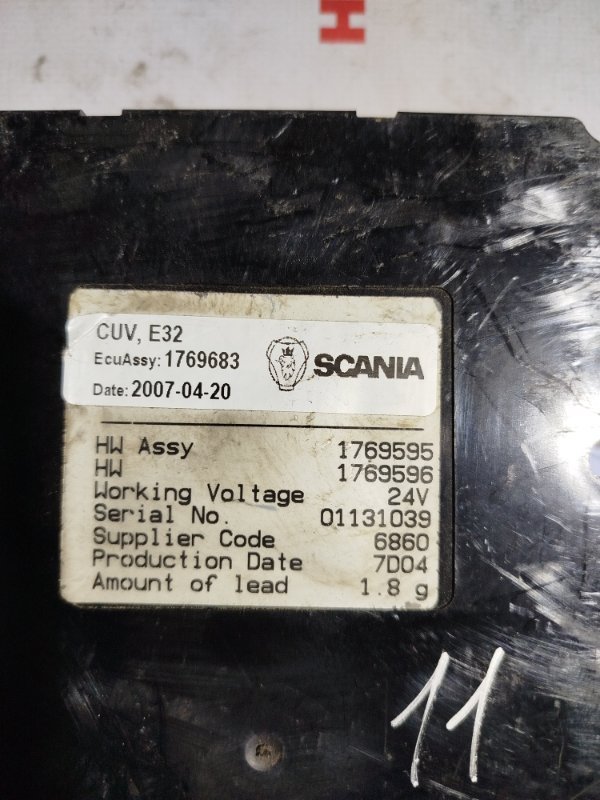 H
CUV, E32
EcuAssy: 1769683
SCANIA
Date: 2007-04-20
HW Assy 1769595
HW 1769596
Working Voltage 24V
Serial No. 01131039
Supplier Code 6860
Production Date 7D04
Amount of lead 1.8 g
11